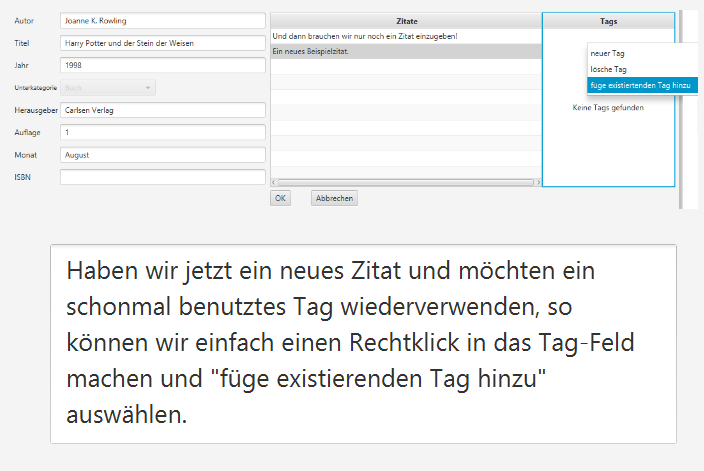 Autor Joanne K. Rowling
Titel Harry Potter und der Stein der Weisen
Jahr 1998
Unterkategorie Buch
Herausgeber Carlsen Verlag
Auflage 1
Monat August
ISBN
Zitate
Und dann brauchen wir nur noch ein Zitat einzugeben!
Ein neues Beispielzitat.
OK Abbrechen
Tags
neuer Tag
lösche Tag
füge existiertenden Tag hinzu
Keine Tags gefunden
Haben wir jetzt ein neues Zitat und möchten ein
schonmal benutztes Tag wiederverwenden, so
können wir einfach einen Rechtklick in das Tag-Feld
machen und "füge existierenden Tag hinzu"
auswählen.